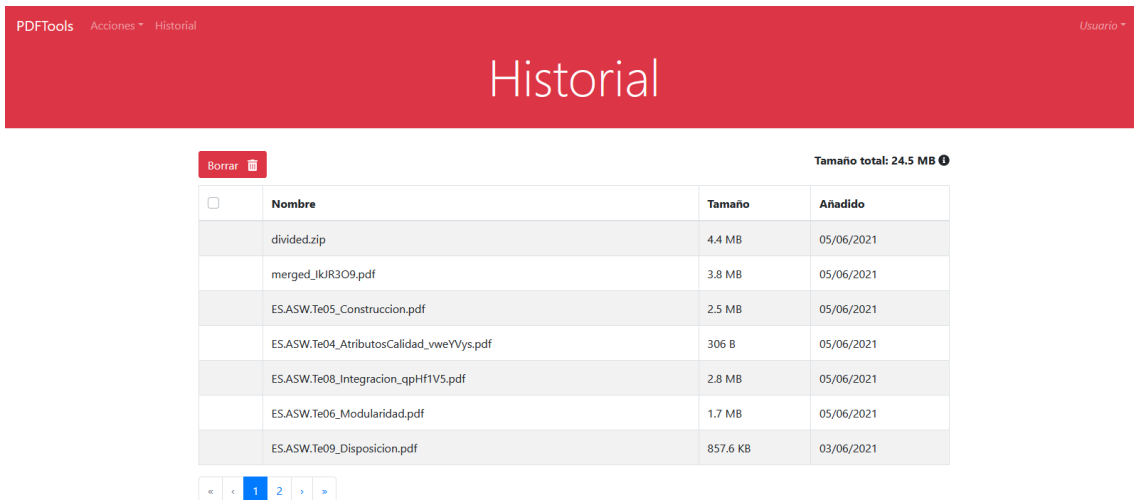 PDFTools Acciones Historial Usuario
Historial
Borrar Tamaño total: 24.5 MB
Nombre Tamaño Añadido
divided.zip 4.4 MB 05/06/2021
merged_IkJR3O9.pdf 3.8 MB 05/06/2021
ES.ASW.Te05_Construccion.pdf 2.5 MB 05/06/2021
ES.ASW.Te04_AtributosCalidad_vweYVys.pdf 306 B 05/06/2021
ES.ASW.Te08_Integracion_qpHf1V5.pdf 2.8 MB 05/06/2021
ES.ASW.Te06_Modularidad.pdf 1.7 MB 05/06/2021
ES.ASW.Te09_Disposicion.pdf 857.6 KB 03/06/2021
« ‹ 1 2 › »